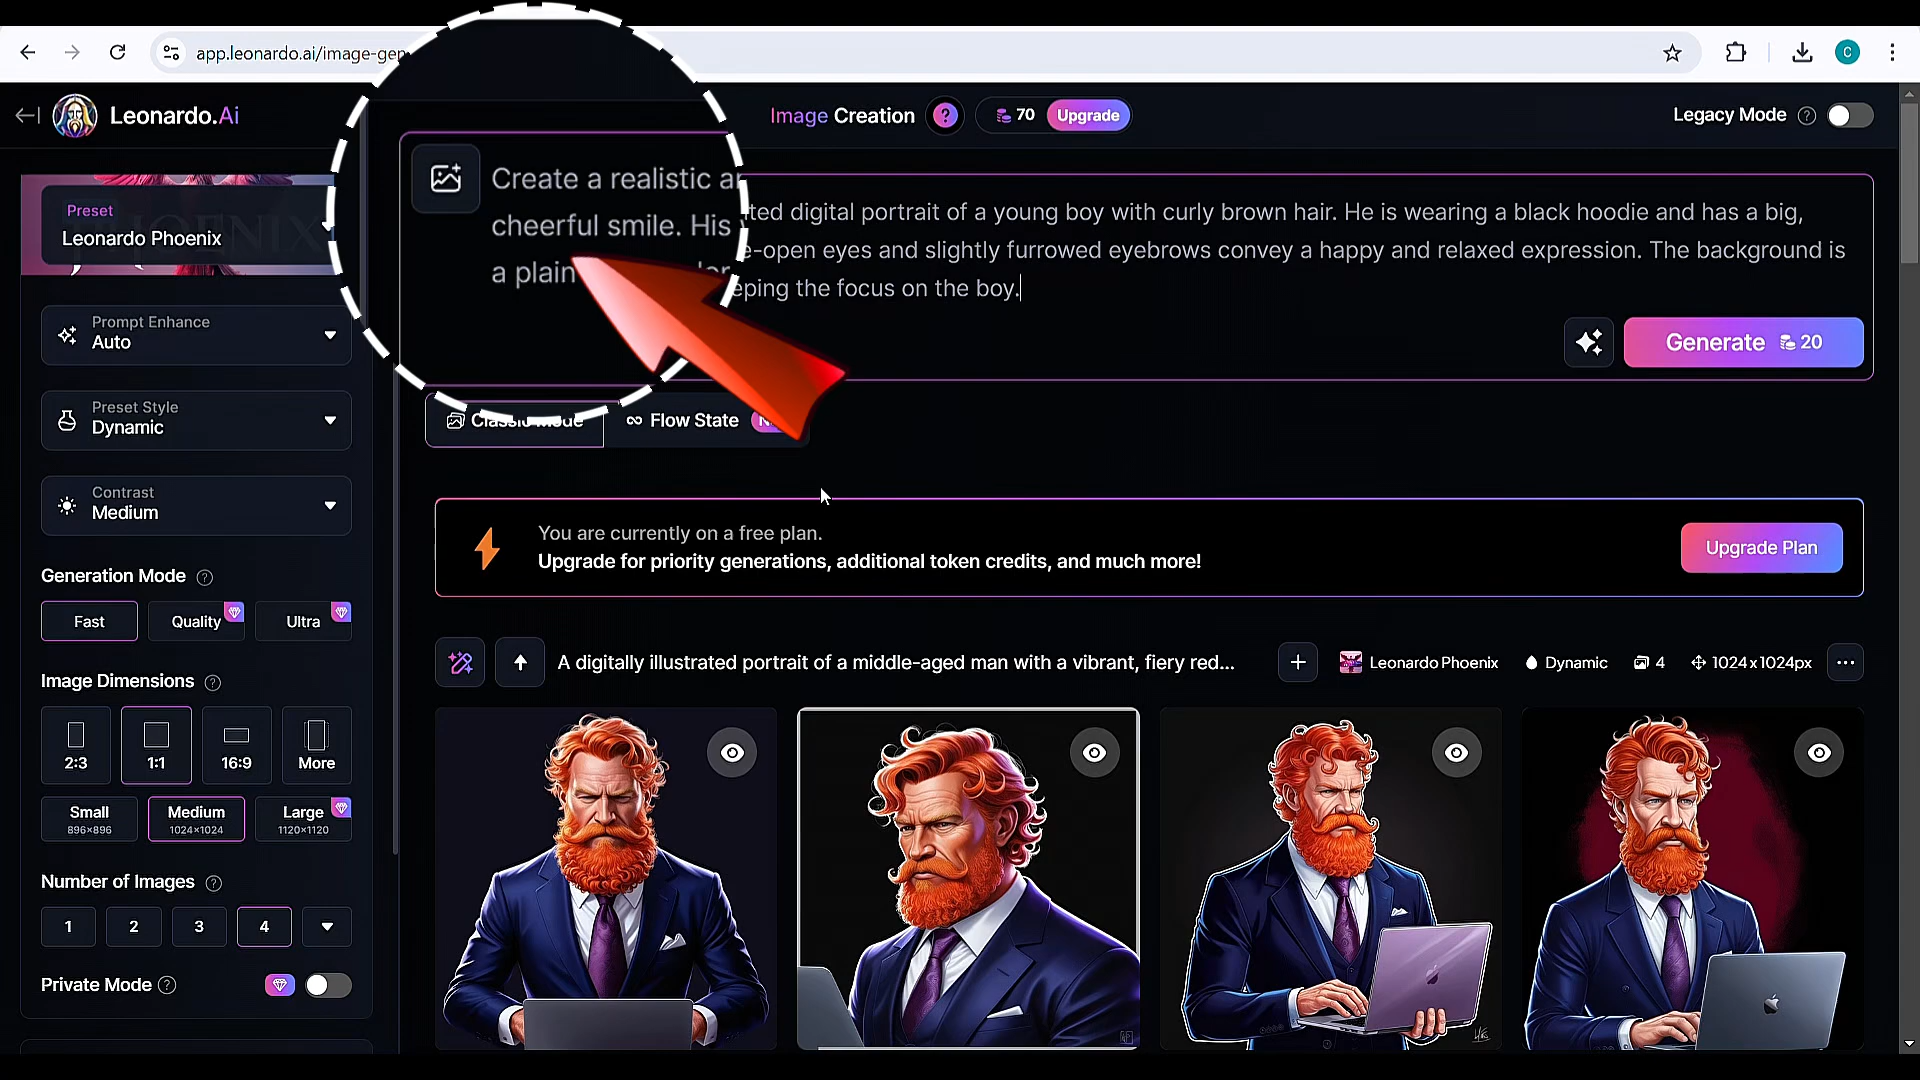 app.leonardo.ai/image-gen
Leonardo.Ai
Image Creation
70
Upgrade
Legacy Mode
Preset
Leonardo Phoenix
Create a realistic
cheerful smile. His
a plain
ted digital portrait of a young boy with curly brown hair. He is wearing a black hoodie and has a big,
e-open eyes and slightly furrowed eyebrows convey a happy and relaxed expression. The background is
eping the focus on the boy.
Generate 20
Prompt Enhance
Auto
Preset Style
Dynamic
Contrast
Medium
Classic Mode
Flow State
You are currently on a free plan.
Upgrade for priority generations, additional token credits, and much more!
Upgrade Plan
Generation Mode
Fast
Quality
Ultra
Image Dimensions
2:3
1:1
16:9
More
Small
896×896
Medium
1024×1024
Large
1120×1120
Number of Images
1
2
3
4
Private Mode
A digitally illustrated portrait of a middle-aged man with a vibrant, fiery red...
Leonardo Phoenix
Dynamic
4
1024x1024px
C